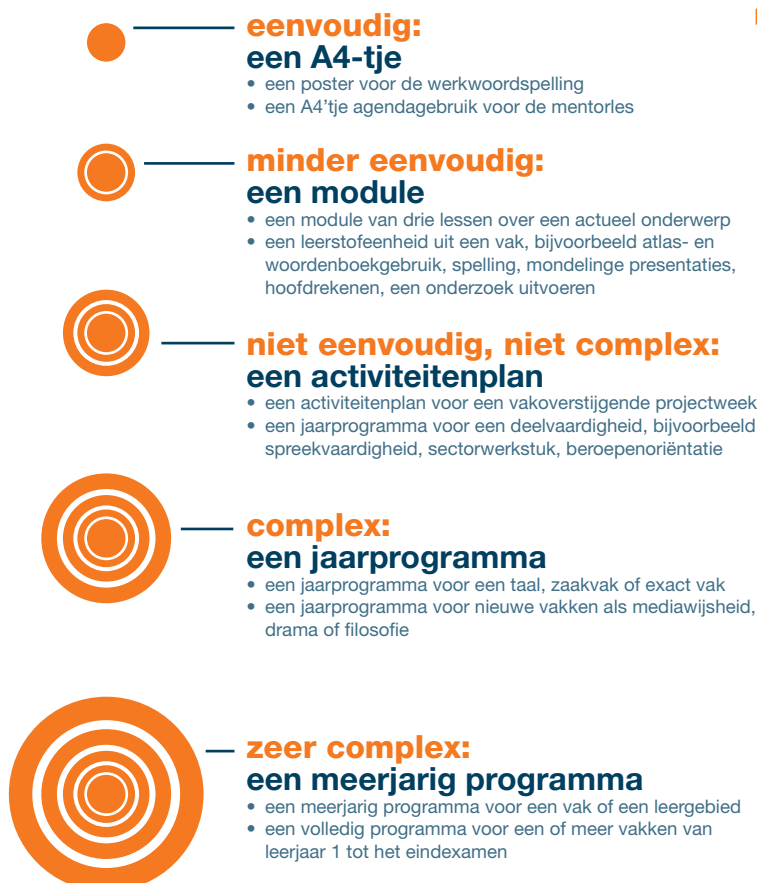 eenvoudig:
een A4-tje
• een poster voor de werkwoordspelling
• een A4’tje agendagebruik voor de mentorles
minder eenvoudig:
een module
• een module van drie lessen over een actueel onderwerp
• een leerstofeenheid uit een vak, bijvoorbeeld atlas- en
woordenboekgebruik, spelling, mondelinge presentaties,
hoofdrekenen, een onderzoek uitvoeren
niet eenvoudig, niet complex:
een activiteitenplan
• een activiteitenplan voor een vakoverstijgende projectweek
• een jaarprogramma voor een deelvaardigheid, bijvoorbeeld
spreekvaardigheid, sectorwerkstuk, beroepenoriëntatie
complex:
een jaarprogramma
• een jaarprogramma voor een taal, zaakvak of exact vak
• een jaarprogramma voor nieuwe vakken als mediawijsheid,
drama of filosofie
zeer complex:
een meerjarig programma
• een meerjarig programma voor een vak of een leergebied
• een volledig programma voor een of meer vakken van
leerjaar 1 tot het eindexamen